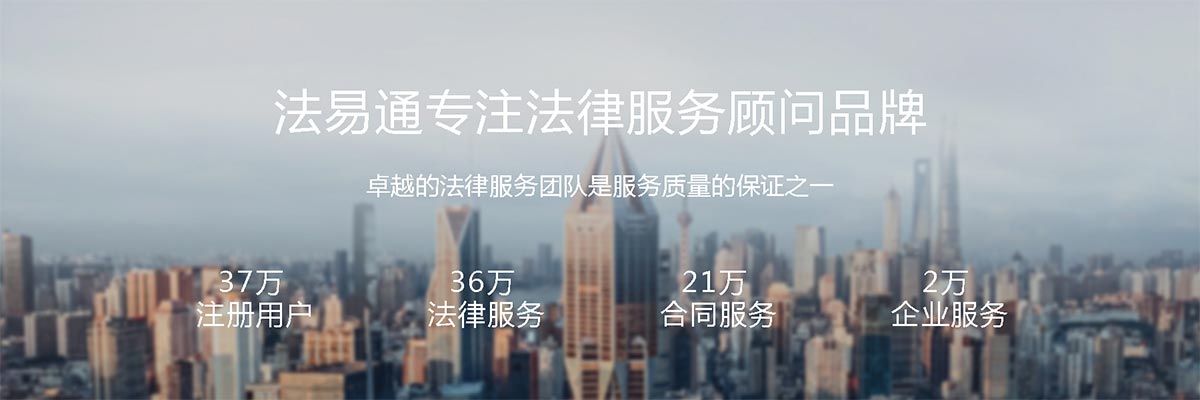 法易通专注法律服务顾问品牌
卓越的法律服务团队是服务质量的保证之一
37万 36万 21万 2万
注册用户 法律服务 合同服务 企业服务